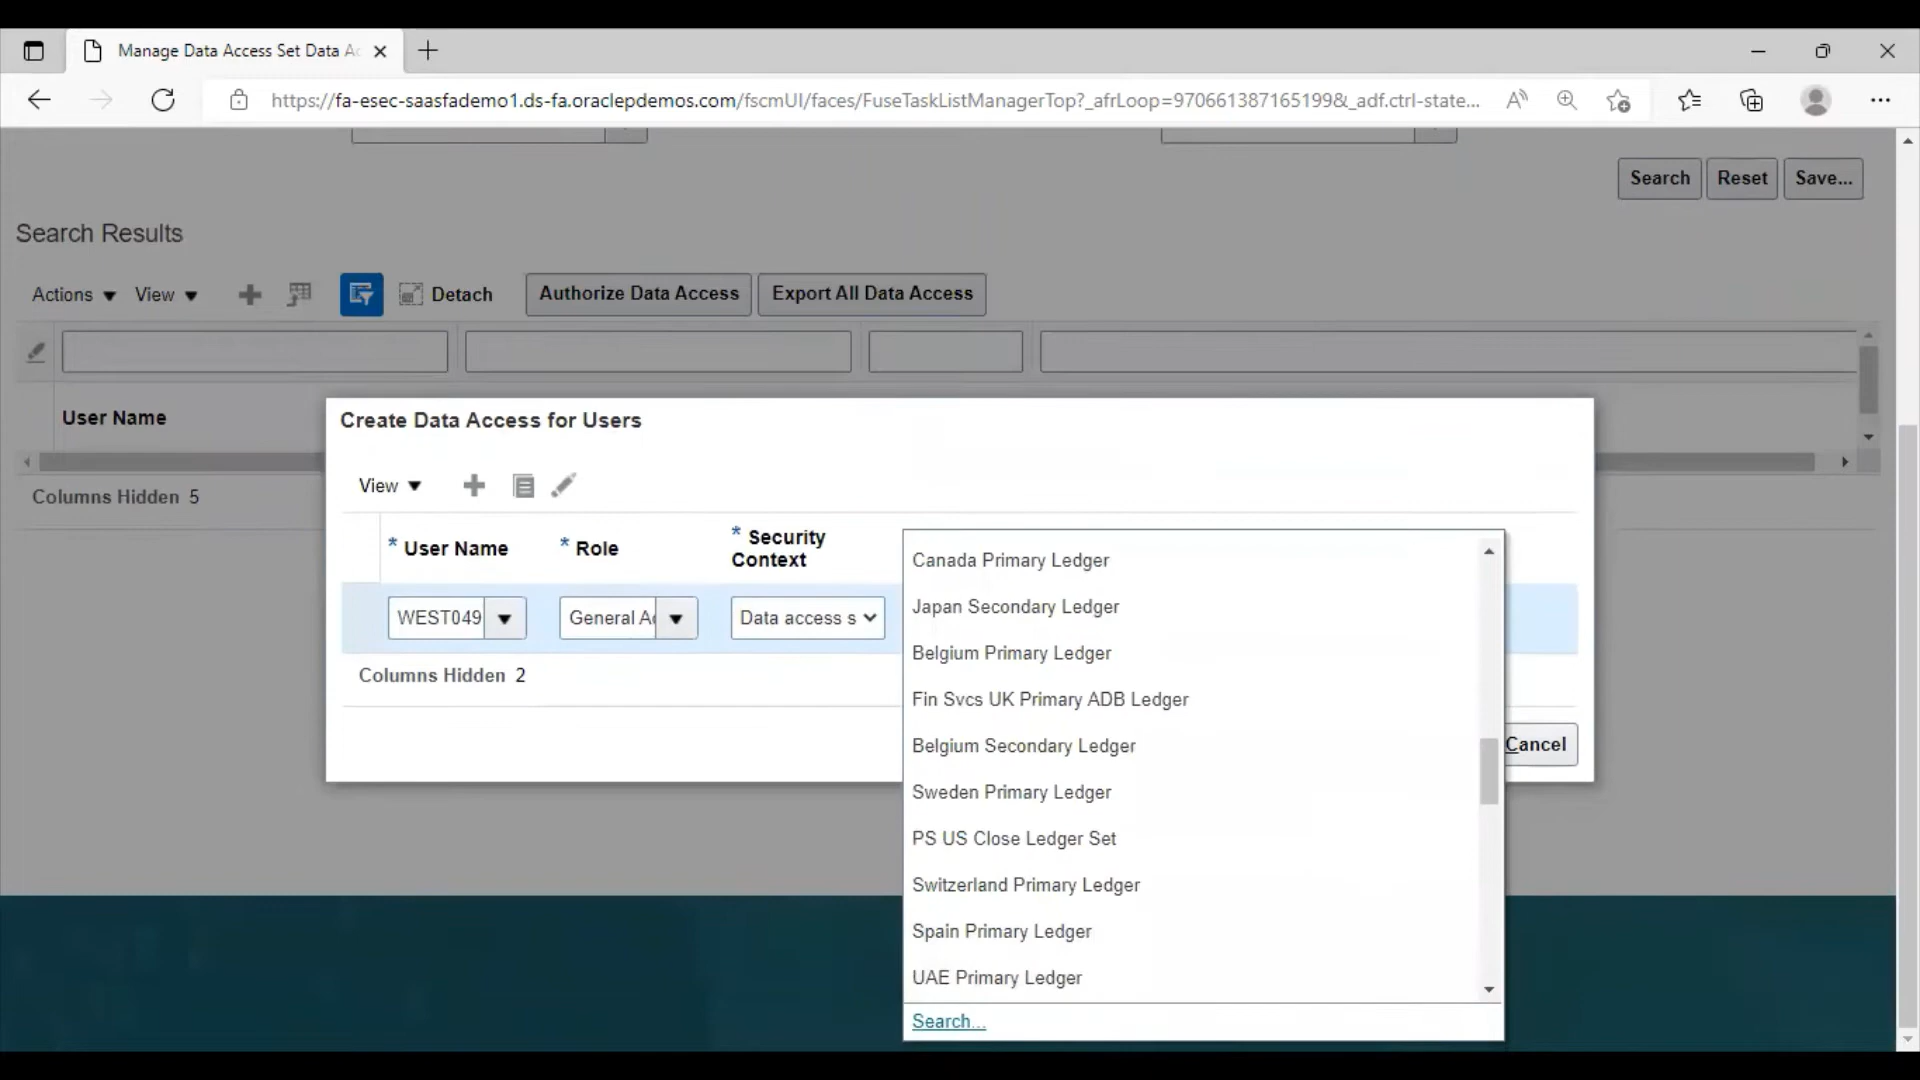 Manage Data Access Set Data Ac
https://fa-esec-saasfademo1.ds-fa.oraclepdemos.com/fscmUI/faces/FuseTaskListManagerTop?_afrLoop=970661387165199&_adf.ctrl-state...
Search Reset Save...
Search Results
Actions View Detach Authorize Data Access Export All Data Access
User Name
Columns Hidden 5
Create Data Access for Users
View
* User Name * Role * Security Context
WEST049 General Ac Data access s
Columns Hidden 2
Canada Primary Ledger
Japan Secondary Ledger
Belgium Primary Ledger
Fin Svcs UK Primary ADB Ledger
Belgium Secondary Ledger
Sweden Primary Ledger
PS US Close Ledger Set
Switzerland Primary Ledger
Spain Primary Ledger
UAE Primary Ledger
Search...
Cancel